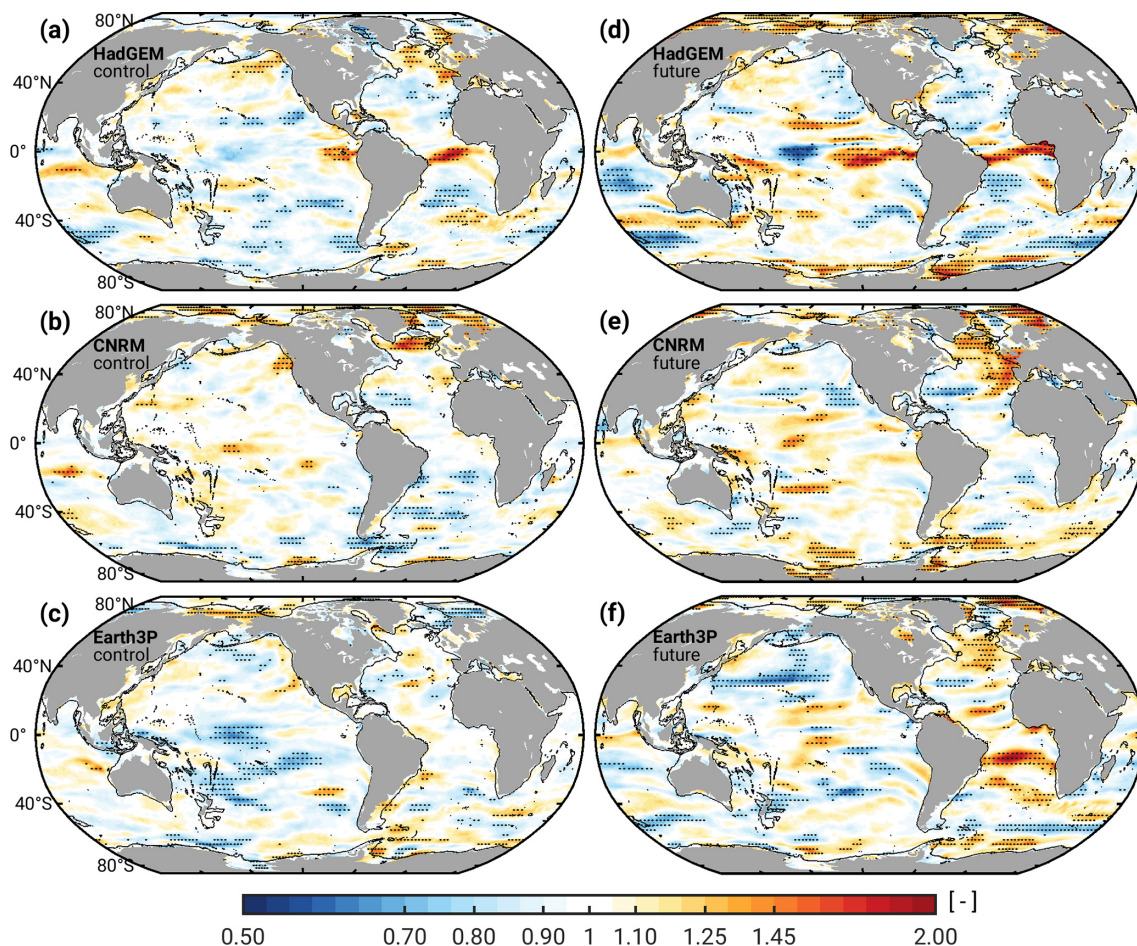 (a)
HadGEM
control
80°N
40°N
0°
40°S
80°S
(d)
HadGEM
future
(b)
CNRM
control
80°N
40°N
0°
40°S
80°S
(e)
CNRM
future
(c)
Earth3P
control
80°N
40°N
0°
40°S
80°S
(f)
Earth3P
future
[-]
0.50 0.70 0.80 0.90 1 1.10 1.25 1.45 2.00